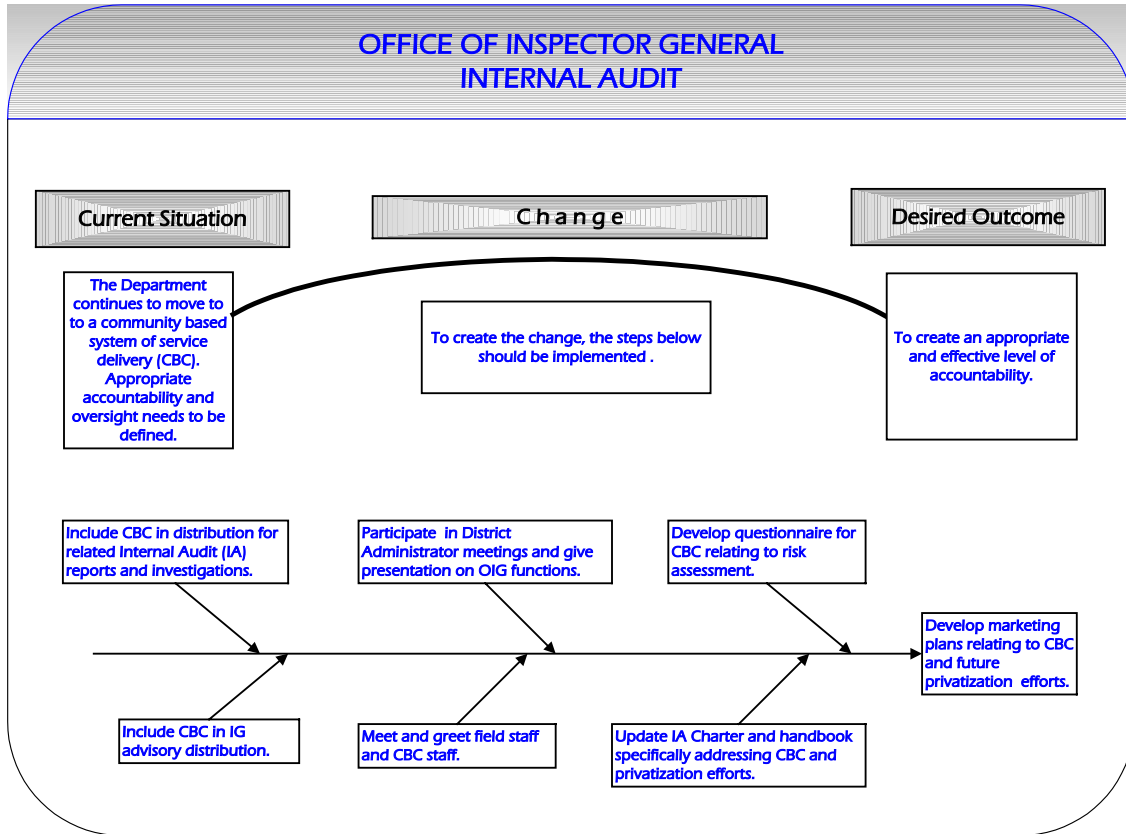 OFFICE OF INSPECTOR GENERAL
INTERNAL AUDIT
Current Situation
C h a n g e
Desired Outcome
The Department
continues to move to
to a community based
system of service
delivery (CBC).
Appropriate
accountability and
oversight needs to be
defined.
To create the change, the steps below
should be implemented .
To create an appropriate
and effective level of
accountability.
Include CBC in distribution for
related Internal Audit (IA)
reports and investigations.
Participate in District
Administrator meetings and give
presentation on OIG functions.
Develop questionnaire for
CBC relating to risk
assessment.
Develop marketing
plans relating to CBC
and future
privatization efforts.
Include CBC in IG
advisory distribution.
Meet and greet field staff
and CBC staff.
Update IA Charter and handbook
specifically addressing CBC and
privatization efforts.